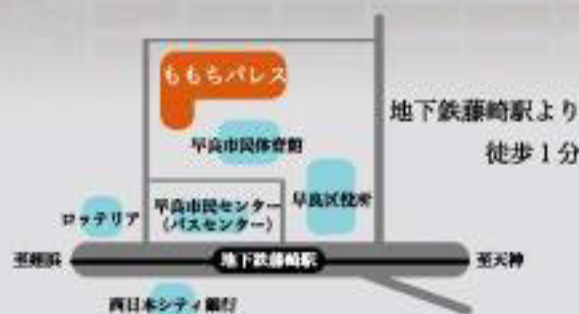 ももちパレス
地下鉄藤崎駅より
徒歩1分
早良市民体育館
早良市民センター
(バスセンター)
早良区役所
ロッテリア
至姪浜
地下鉄藤崎駅
至天神
西日本シティ銀行